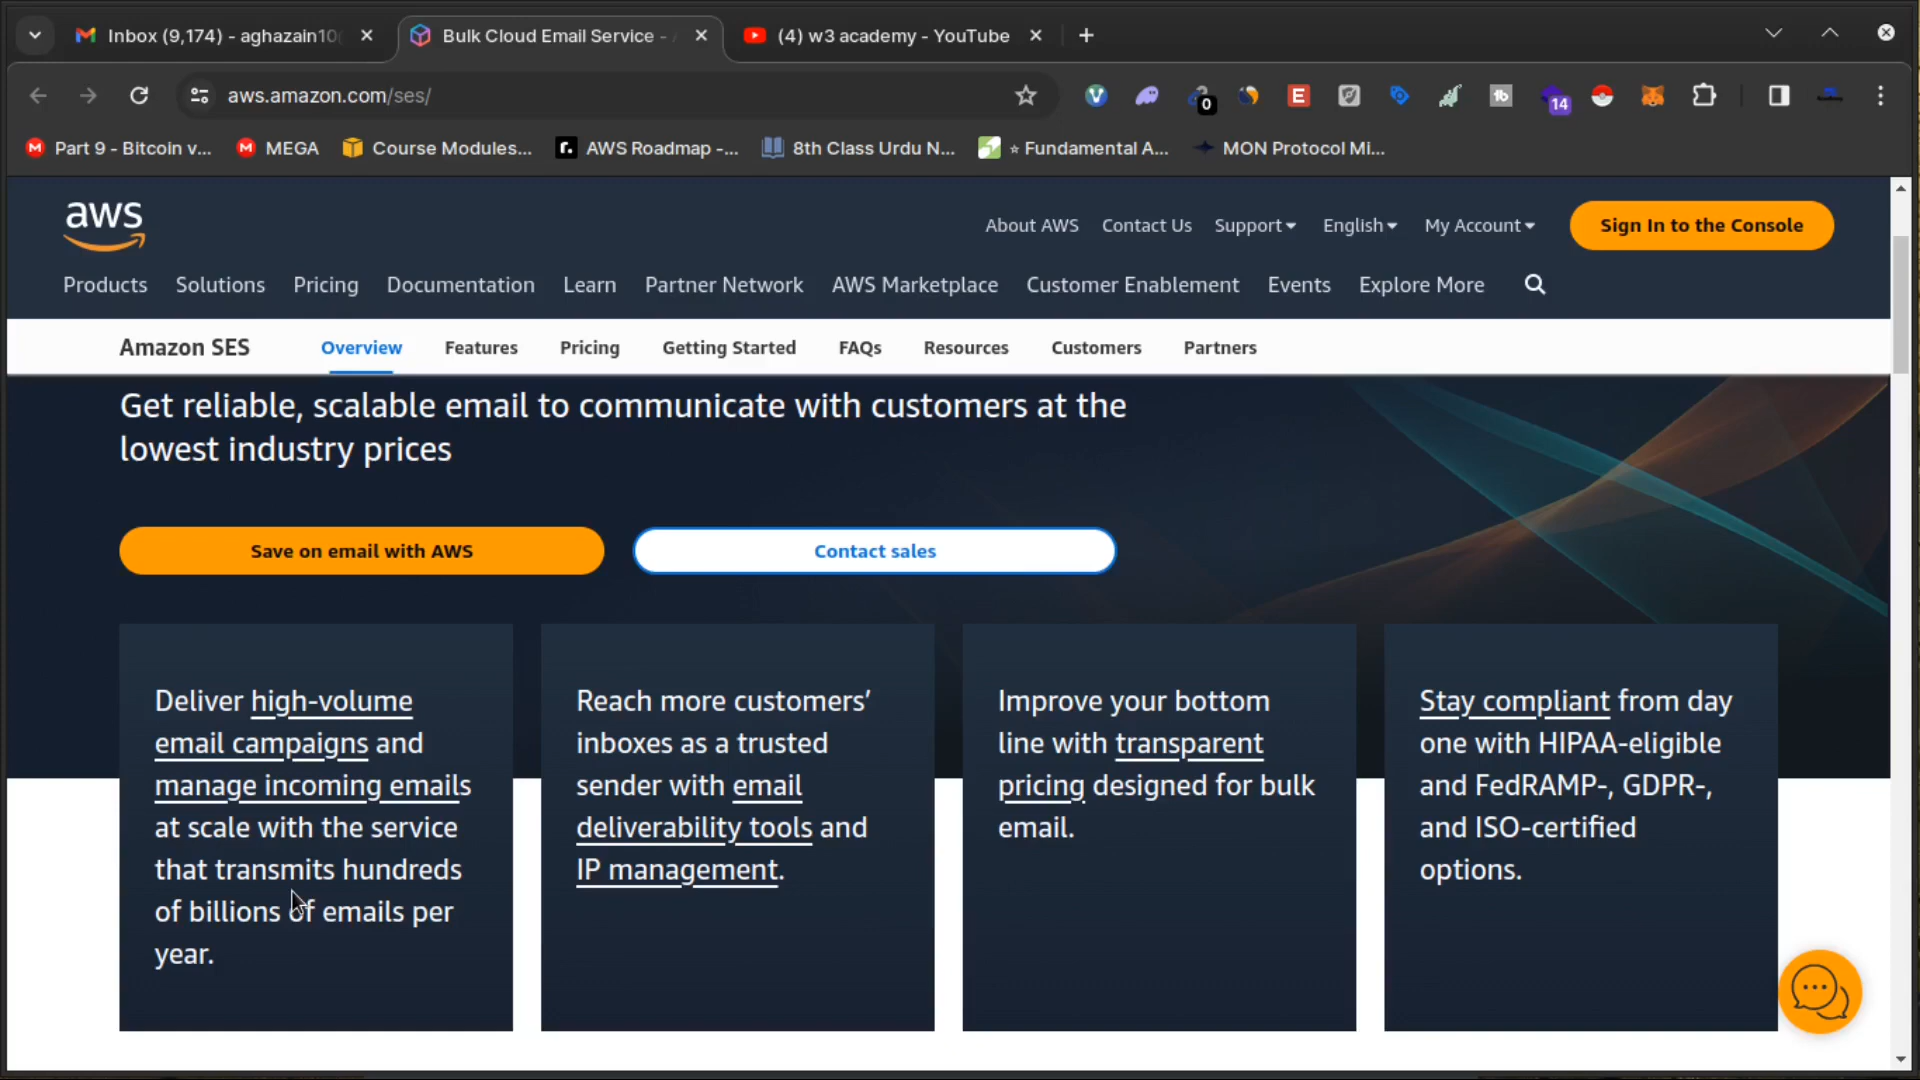 Inbox (9,174) - aghazain10
Bulk Cloud Email Service -
(4) w3 academy - YouTube
aws.amazon.com/ses/
0
E
tb
14
Part 9 - Bitcoin v...
MEGA
Course Modules...
r.
AWS Roadmap -...
8th Class Urdu N...
⭐ Fundamental A...
MON Protocol Mi...
aws
About AWS
Contact Us
Support
English
My Account
Sign In to the Console
Products
Solutions
Pricing
Documentation
Learn
Partner Network
AWS Marketplace
Customer Enablement
Events
Explore More
Amazon SES
Overview
Features
Pricing
Getting Started
FAQs
Resources
Customers
Partners
Get reliable, scalable email to communicate with customers at the
lowest industry prices
Save on email with AWS
Contact sales
Deliver high-volume
email campaigns and
manage incoming emails
at scale with the service
that transmits hundreds
of billions of emails per
year.
Reach more customers’
inboxes as a trusted
sender with email
deliverability tools and
IP management.
Improve your bottom
line with transparent
pricing designed for bulk
email.
Stay compliant from day
one with HIPAA-eligible
and FedRAMP-, GDPR-,
and ISO-certified
options.